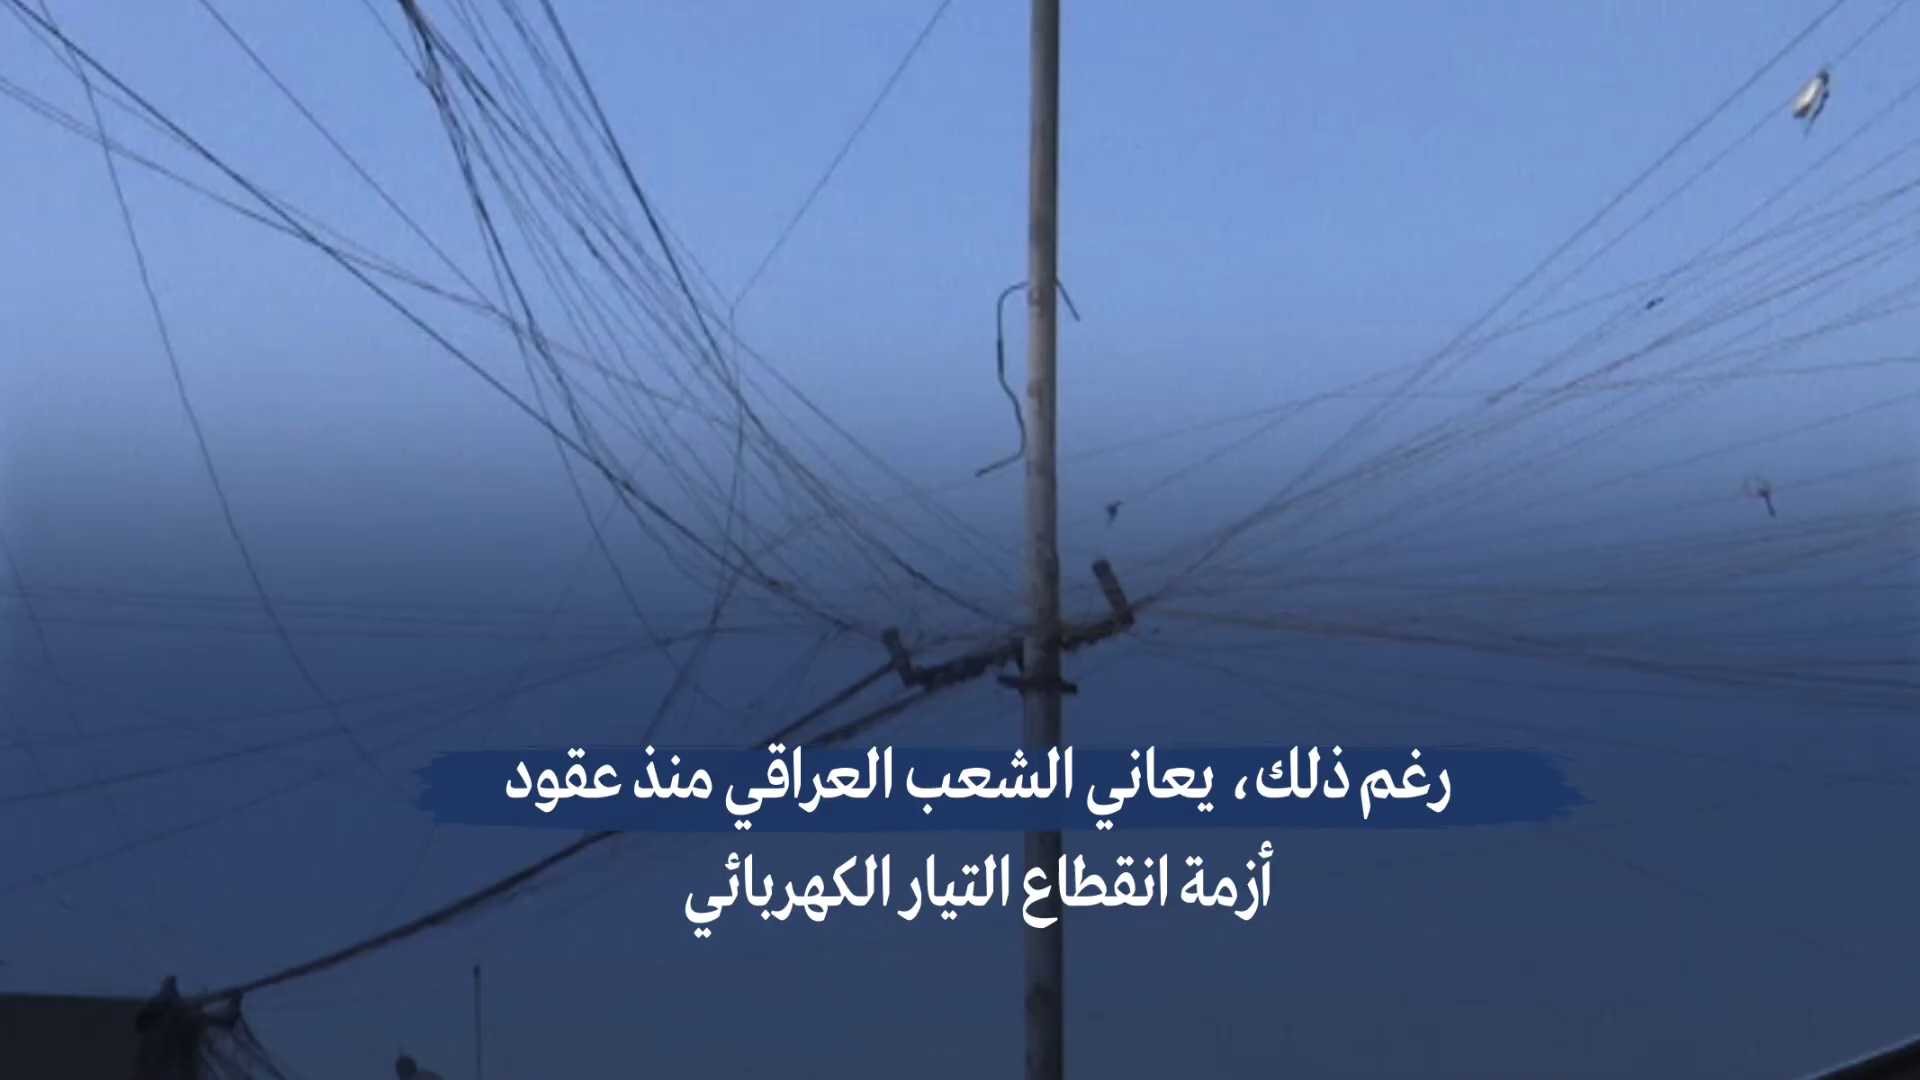 رغم ذلك، يعاني الشعب العراقي منذ عقود
أزمة انقطاع التيار الكهربائي